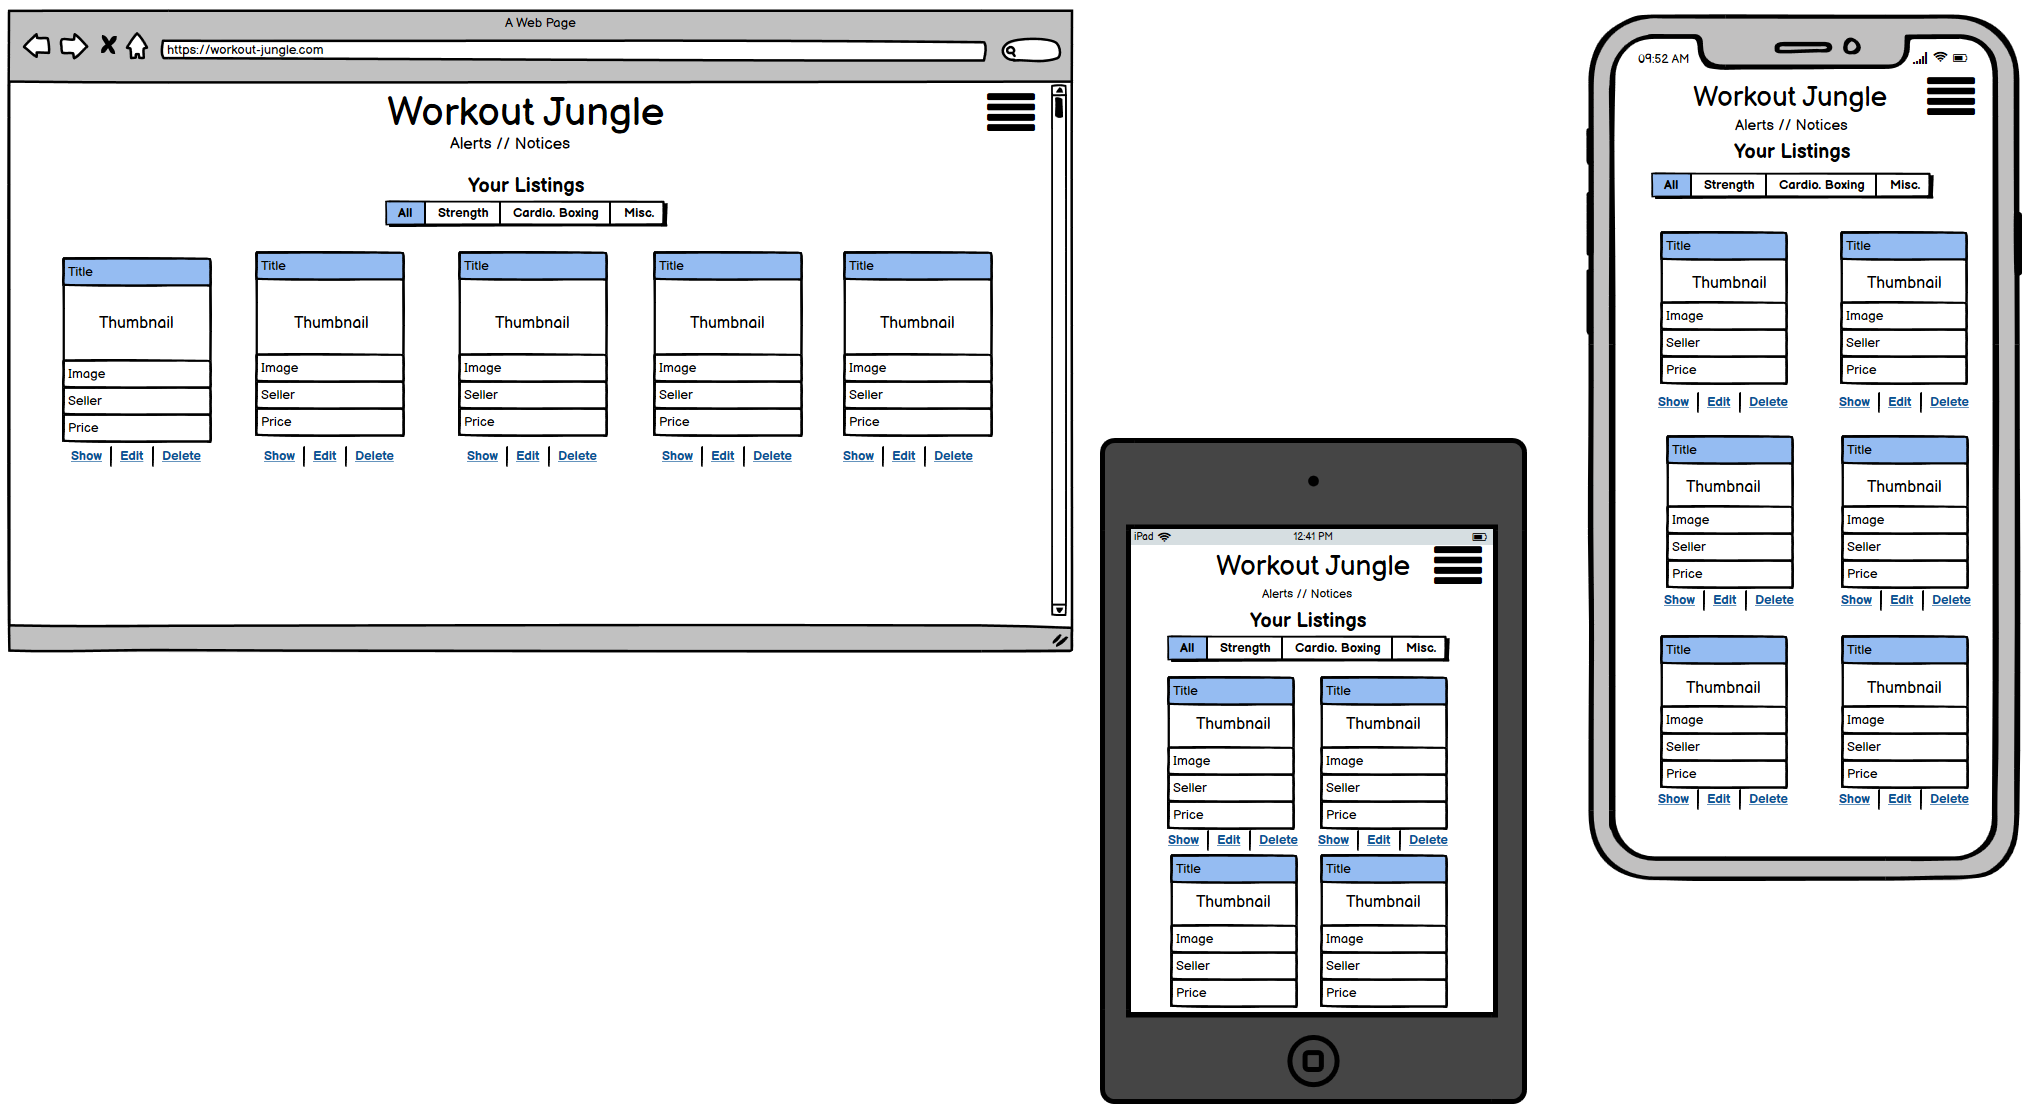 A Web Page
https://workout-jungle.com
Workout Jungle
Alerts // Notices
Your Listings
All Strength Cardio. Boxing Misc.
Title Title Title Title Title
Thumbnail Thumbnail Thumbnail Thumbnail Thumbnail
Image Image Image Image Image
Seller Seller Seller Seller Seller
Price Price Price Price Price
Show Edit Delete Show Edit Delete Show Edit Delete Show Edit Delete Show Edit Delete
iPad 12:41 PM
Workout Jungle
Alerts // Notices
Your Listings
All Strength Cardio. Boxing Misc.
Title Title
Thumbnail Thumbnail
Image Image
Seller Seller
Price Price
Show Edit Delete Show Edit Delete
Title Title
Thumbnail Thumbnail
Image Image
Seller Seller
Price Price
09:52 AM
Workout Jungle
Alerts // Notices
Your Listings
All Strength Cardio. Boxing Misc.
Title Title
Thumbnail Thumbnail
Image Image
Seller Seller
Price Price
Show Edit Delete Show Edit Delete
Title Title
Thumbnail Thumbnail
Image Image
Seller Seller
Price Price
Show Edit Delete Show Edit Delete
Title Title
Thumbnail Thumbnail
Image Image
Seller Seller
Price Price
Show Edit Delete Show Edit Delete